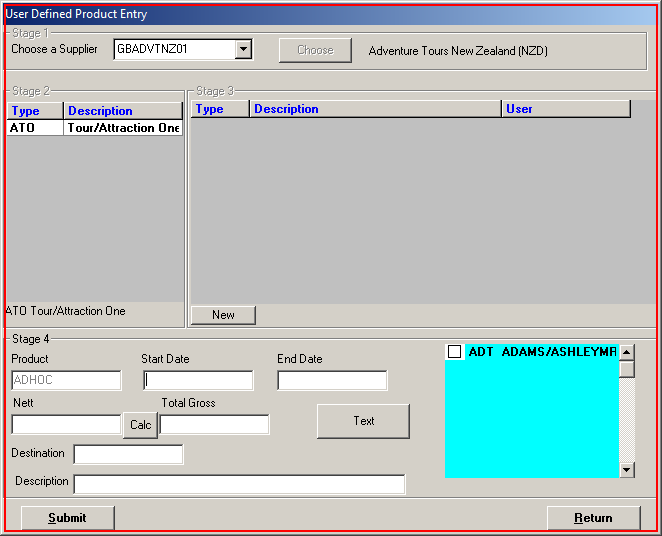 User Defined Product Entry
Stage 1
Choose a Supplier GBADVTNZ01 Choose Adventure Tours New Zealand (NZD)
Stage 2 Stage 3
Type Description Type Description User
ATO Tour/Attraction One
ATO Tour/Attraction One
New
Stage 4
Product Start Date End Date
ADHOC
Nett Total Gross
Calc
Text
Destination
Description
ADT ADAMS/ASHLEYMR
Submit Return